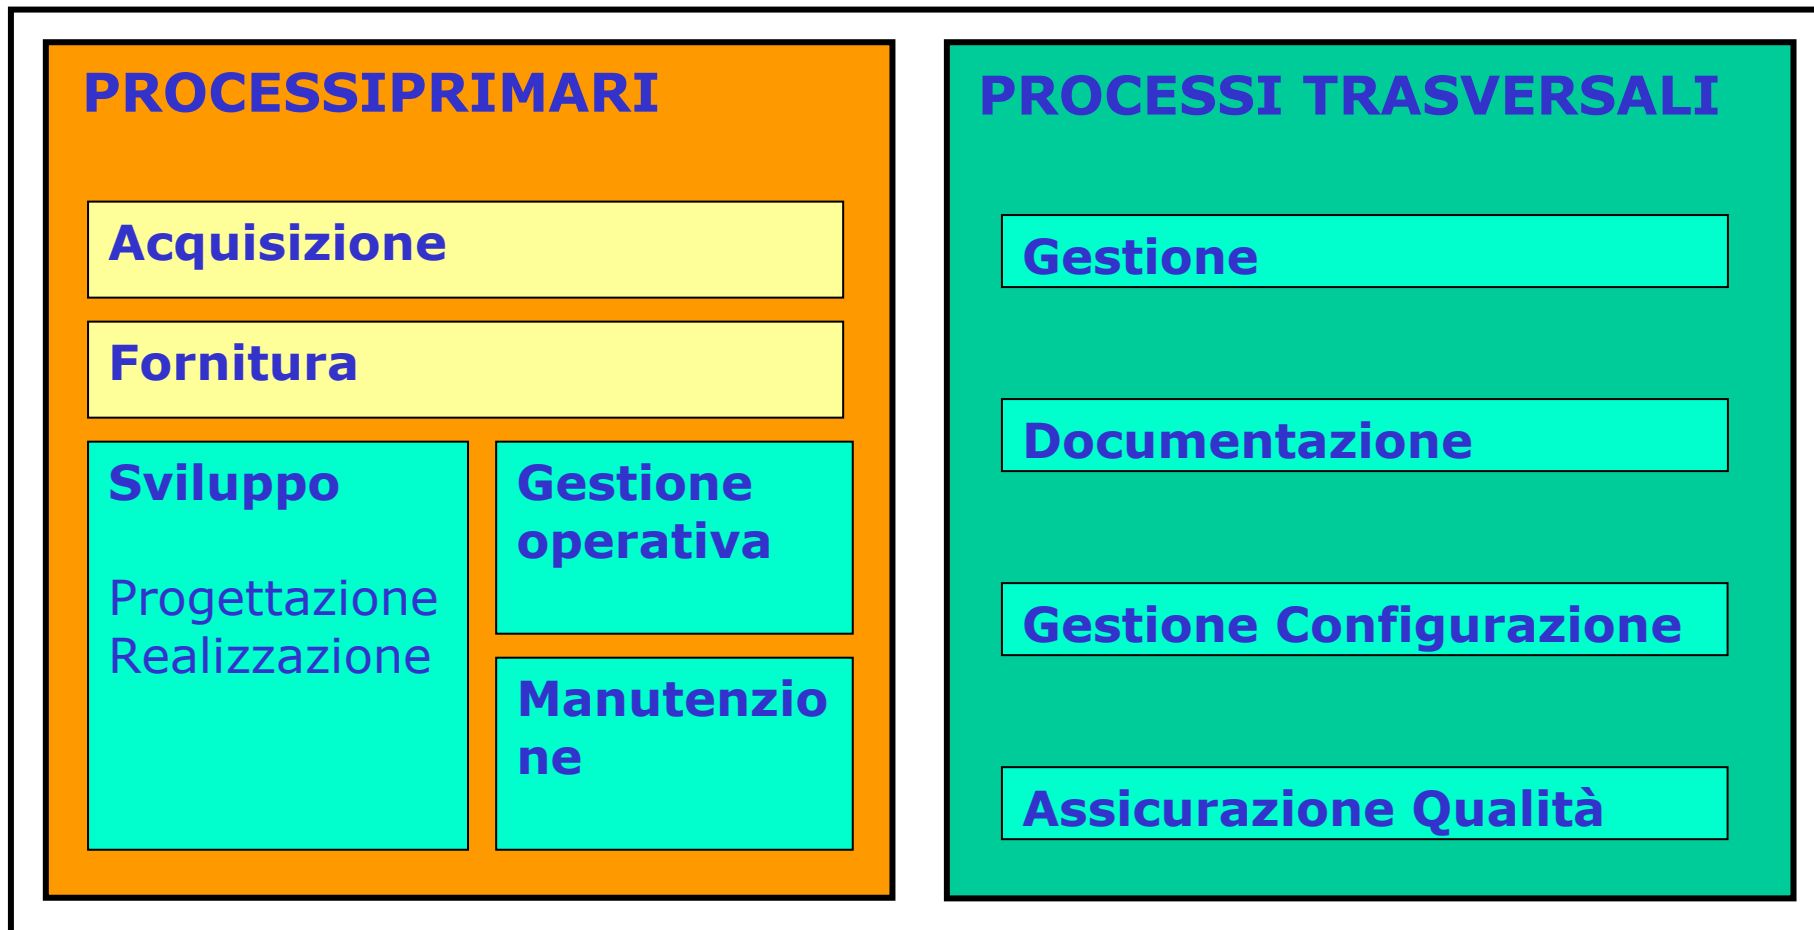 PROCESSIPRIMARI
Acquisizione
Fornitura
Sviluppo
Progettazione
Realizzazione
Gestione
operativa
Manutenzio
ne
PROCESSI TRASVERSALI
Gestione
Documentazione
Gestione Configurazione
Assicurazione Qualità